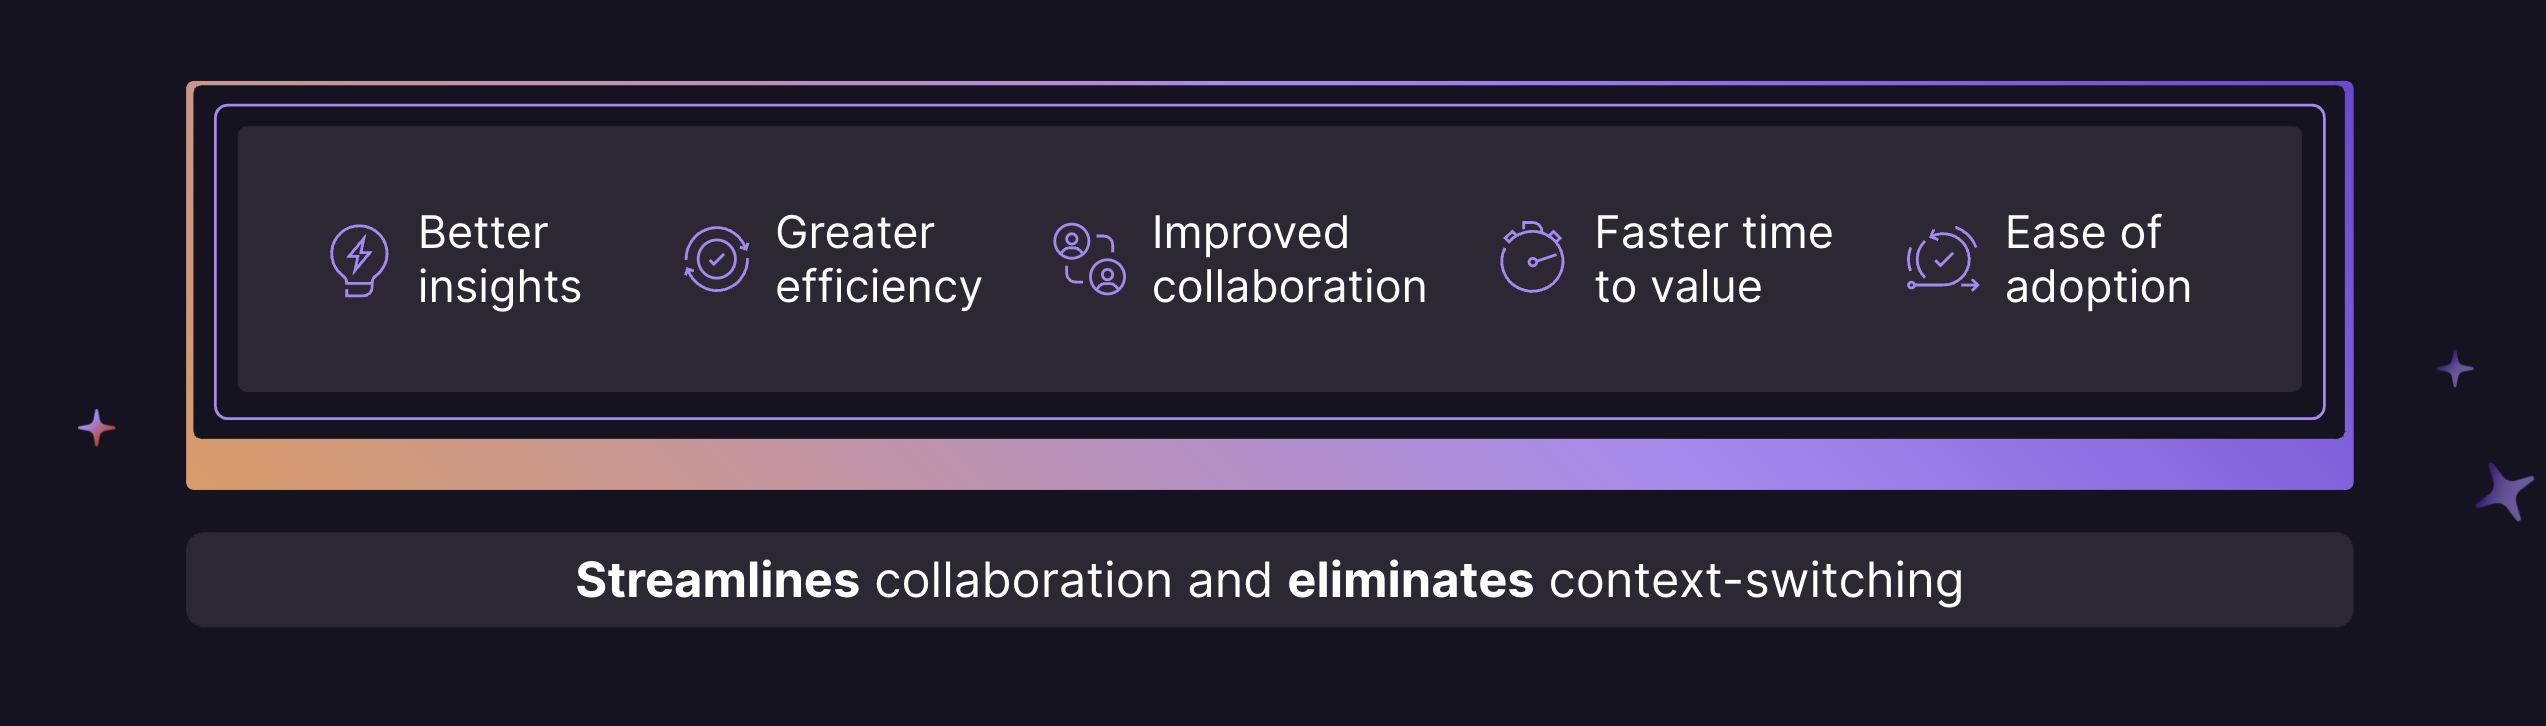 Better
insights
Greater
efficiency
Improved
collaboration
Faster time
to value
Ease of
adoption
Streamlines collaboration and eliminates context-switching